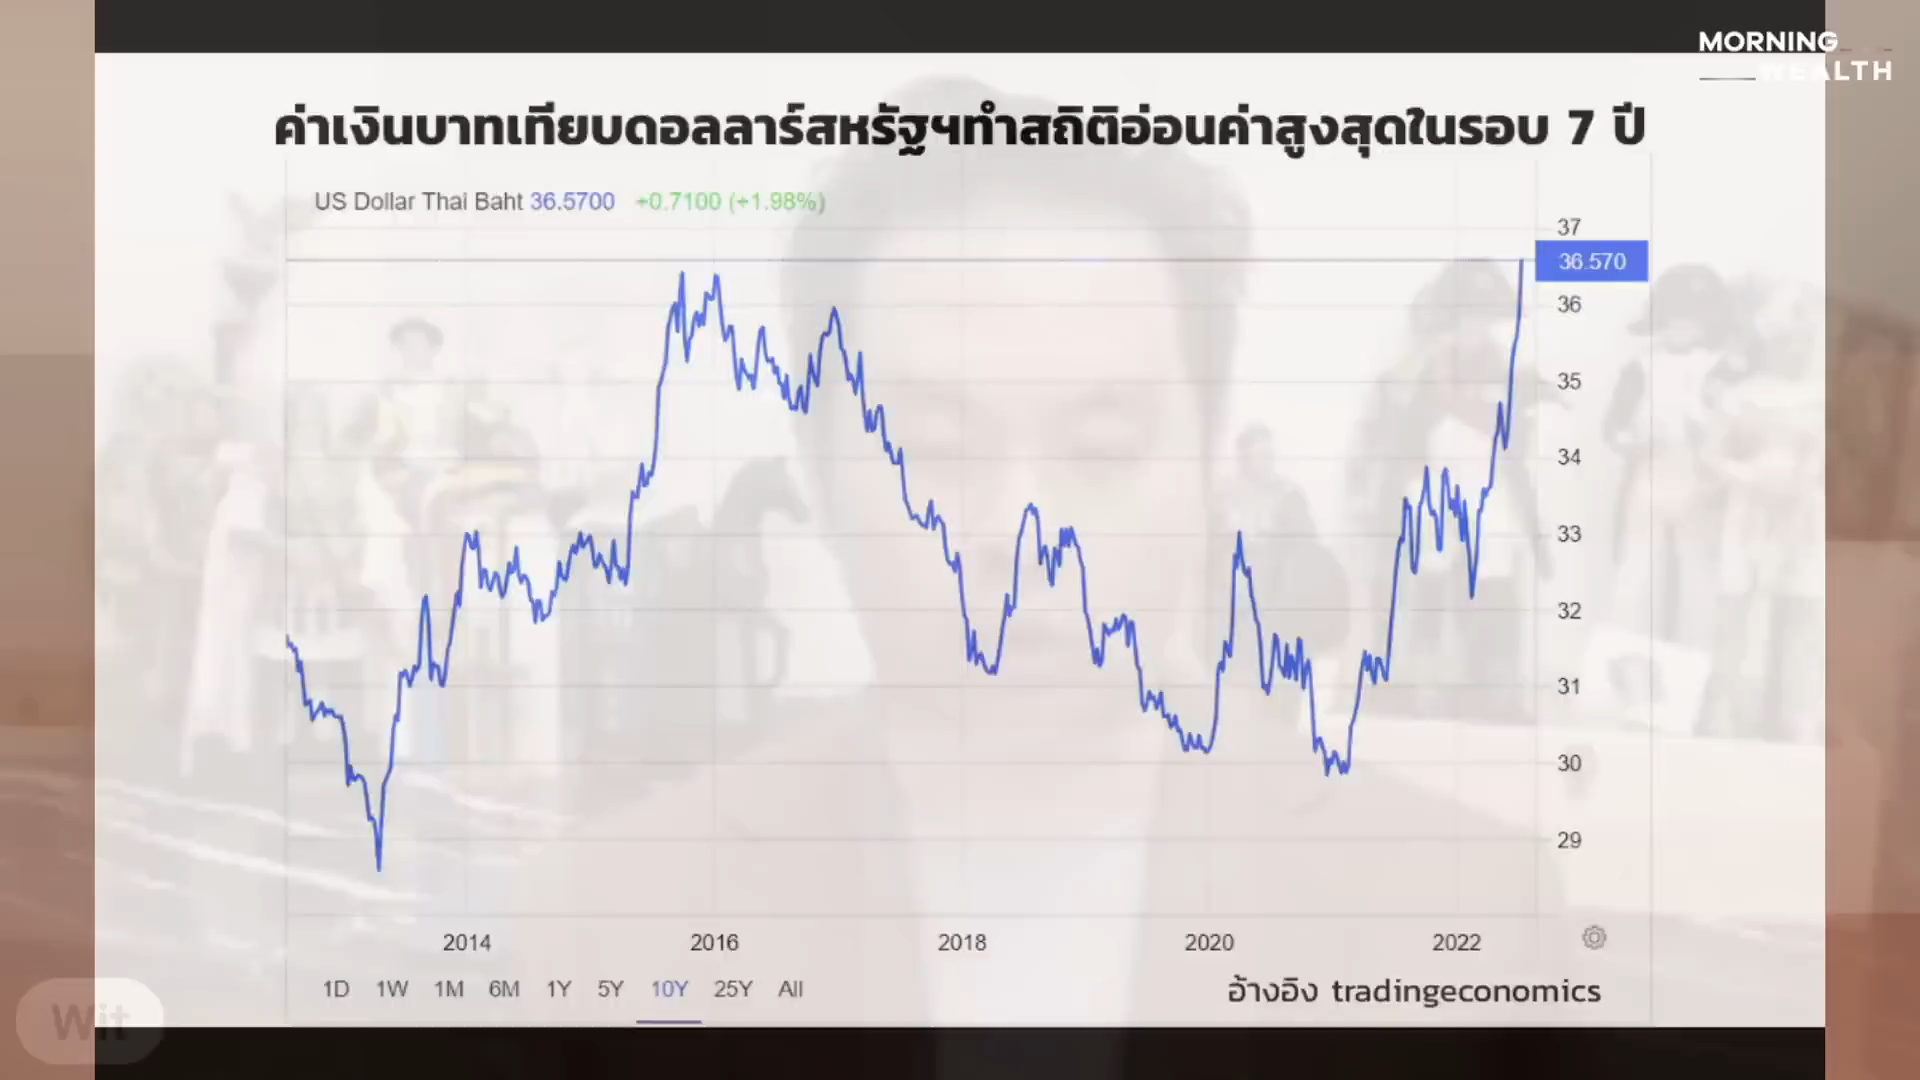 MORNING
WEALTH
ค่าเงินบาทเทียบดอลลาร์สหรัฐฯทำสถิติอ่อนค่าสูงสุดในรอบ 7 ปี
US Dollar Thai Baht 36.5700 +0.7100 (+1.98%)
37
36.570
36
35
34
33
32
31
30
29
2014 2016 2018 2020 2022
1D 1W 1M 6M 1Y 5Y 10Y 25Y All
อ้างอิง tradingeconomics
Wit